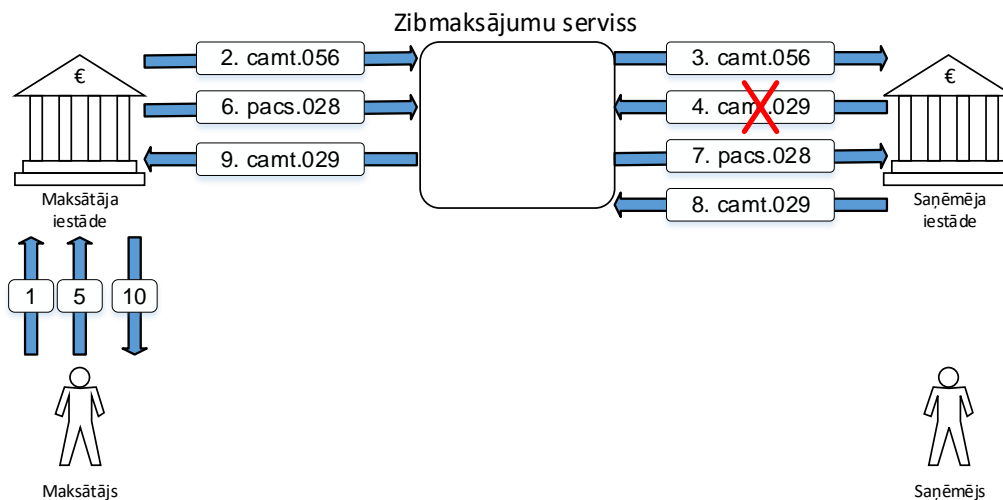 Zibmaksājumu serviss
2. camt.056
3. camt.056
€
€
6. pacs.028
4. camt.029
9. camt.029
7. pacs.028
8. camt.029
Maksātāja
iestāde
Saņēmēja
iestāde
1
5
10
Maksātājs
Saņēmējs